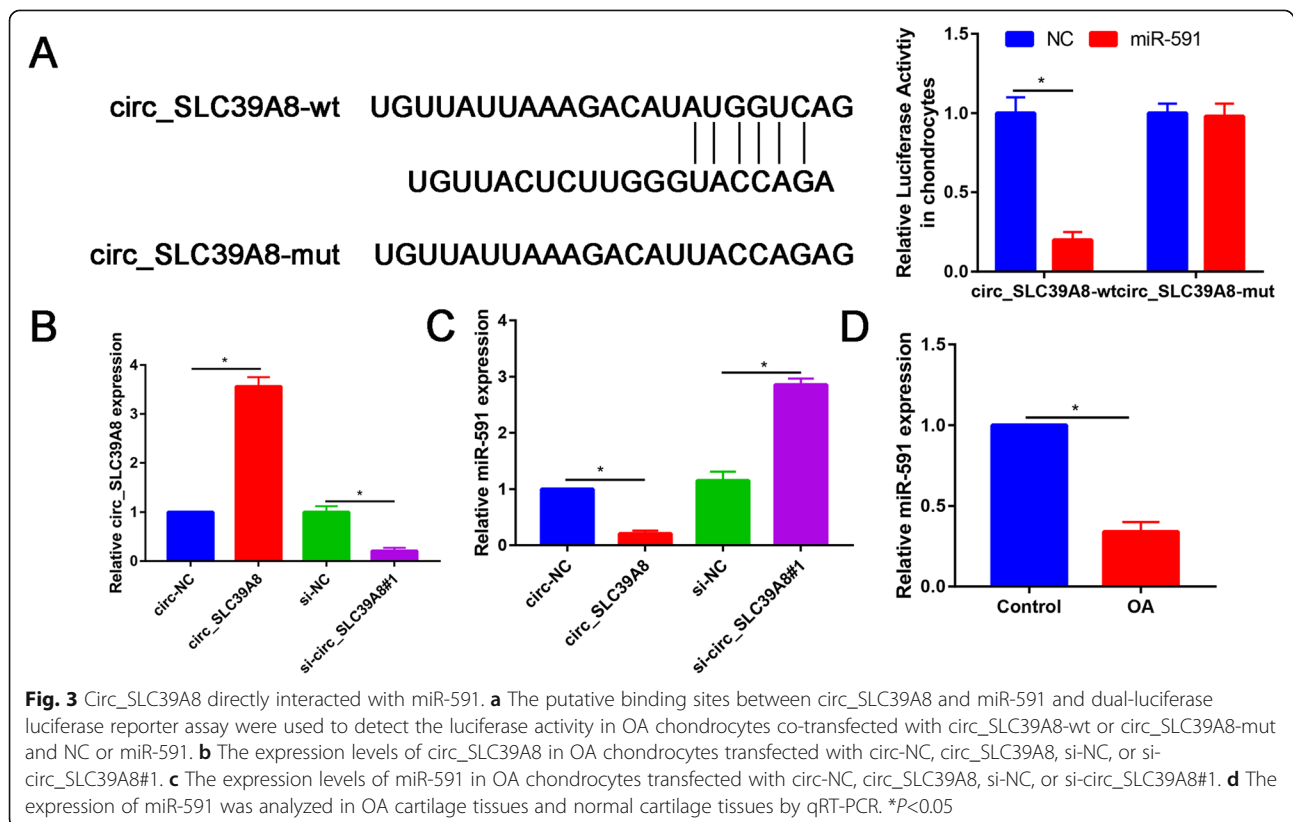 A
circ_SLC39A8-wt UGUUAUUAAAGACAUAUGGUCAG
UGUUACUCUUGGGUACCAGA
circ_SLC39A8-mut UGUUAUUAAAGACAUUACCAGAG
NC miR-591
Relative Luciferase Activtiy
in chondrocytes
1.5
1.0
0.5
0.0
*
circ_SLC39A8-wtcirc_SLC39A8-mut
B
Relative circ_SLC39A8 expression
4
3
2
1
0
*
*
circ-NC
circ_SLC39A8
si-NC
si-circ_SLC39A8#1
C
Relative miR-591 expression
4
3
2
1
0
*
*
circ-NC
circ_SLC39A8
si-NC
si-circ_SLC39A8#1
D
Relative miR-591 expression
1.5
1.0
0.5
0.0
*
Control OA
Fig. 3 Circ_SLC39A8 directly interacted with miR-591. a The putative binding sites between circ_SLC39A8 and miR-591 and dual-luciferase
luciferase reporter assay were used to detect the luciferase activity in OA chondrocytes co-transfected with circ_SLC39A8-wt or circ_SLC39A8-mut
and NC or miR-591. b The expression levels of circ_SLC39A8 in OA chondrocytes transfected with circ-NC, circ_SLC39A8, si-NC, or si-
circ_SLC39A8#1. c The expression levels of miR-591 in OA chondrocytes transfected with circ-NC, circ_SLC39A8, si-NC, or si-circ_SLC39A8#1. d The
expression of miR-591 was analyzed in OA cartilage tissues and normal cartilage tissues by qRT-PCR. *P<0.05